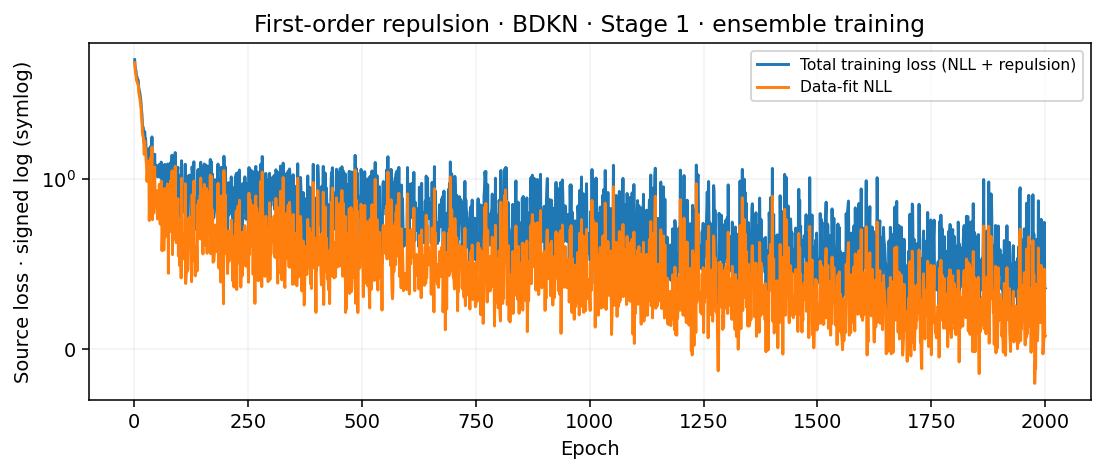 First-order repulsion · BDKN · Stage 1 · ensemble training
Total training loss (NLL + repulsion)
Data-fit NLL
Source loss · signed log (symlog)
10⁰
0
0 250 500 750 1000 1250 1500 1750 2000
Epoch